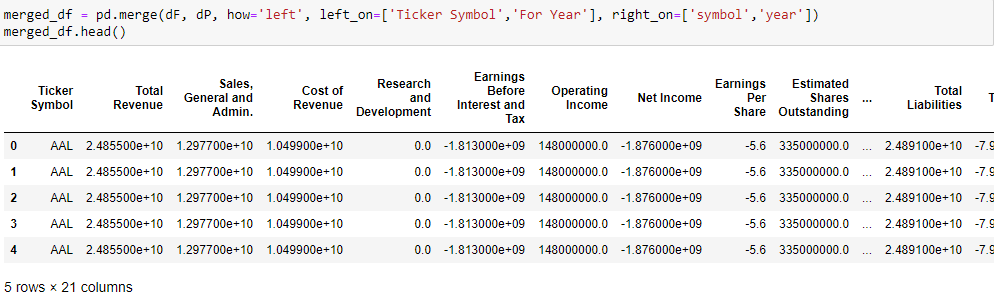 merged_df = pd.merge(dF, dP, how='left', left_on=['Ticker Symbol','For Year'], right_on=['symbol','year'])
merged_df.head()
Ticker Symbol Total Revenue Sales, General and Admin. Cost of Revenue Research and Development Earnings Before Interest and Tax Operating Income Net Income Earnings Per Share Estimated Shares Outstanding ... Total Liabilities T
0 AAL 2.485500e+10 1.297700e+10 1.049900e+10 0.0 -1.813000e+09 148000000.0 -1.876000e+09 -5.6 335000000.0 ... 2.489100e+10 -7.9
1 AAL 2.485500e+10 1.297700e+10 1.049900e+10 0.0 -1.813000e+09 148000000.0 -1.876000e+09 -5.6 335000000.0 ... 2.489100e+10 -7.9
2 AAL 2.485500e+10 1.297700e+10 1.049900e+10 0.0 -1.813000e+09 148000000.0 -1.876000e+09 -5.6 335000000.0 ... 2.489100e+10 -7.9
3 AAL 2.485500e+10 1.297700e+10 1.049900e+10 0.0 -1.813000e+09 148000000.0 -1.876000e+09 -5.6 335000000.0 ... 2.489100e+10 -7.9
4 AAL 2.485500e+10 1.297700e+10 1.049900e+10 0.0 -1.813000e+09 148000000.0 -1.876000e+09 -5.6 335000000.0 ... 2.489100e+10 -7.9
5 rows × 21 columns